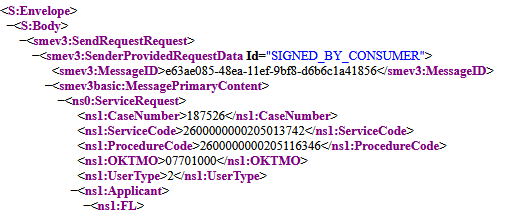 <S:Envelope>
−<S:Body>
−<smev3:SendRequestRequest>
−<smev3:SenderProvidedRequestData Id="SIGNED_BY_CONSUMER">
<smev3:MessageID>e63ae085-48ea-11ef-9bf8-d6b6c1a41856</smev3:MessageID>
−<smev3basic:MessagePrimaryContent>
−<ns0:ServiceRequest>
<ns1:CaseNumber>187526</ns1:CaseNumber>
<ns1:ServiceCode>2600000000205013742</ns1:ServiceCode>
<ns1:ProcedureCode>2600000000205116346</ns1:ProcedureCode>
<ns1:OKTMO>07701000</ns1:OKTMO>
<ns1:UserType>2</ns1:UserType>
−<ns1:Applicant>
−<ns1:FL>